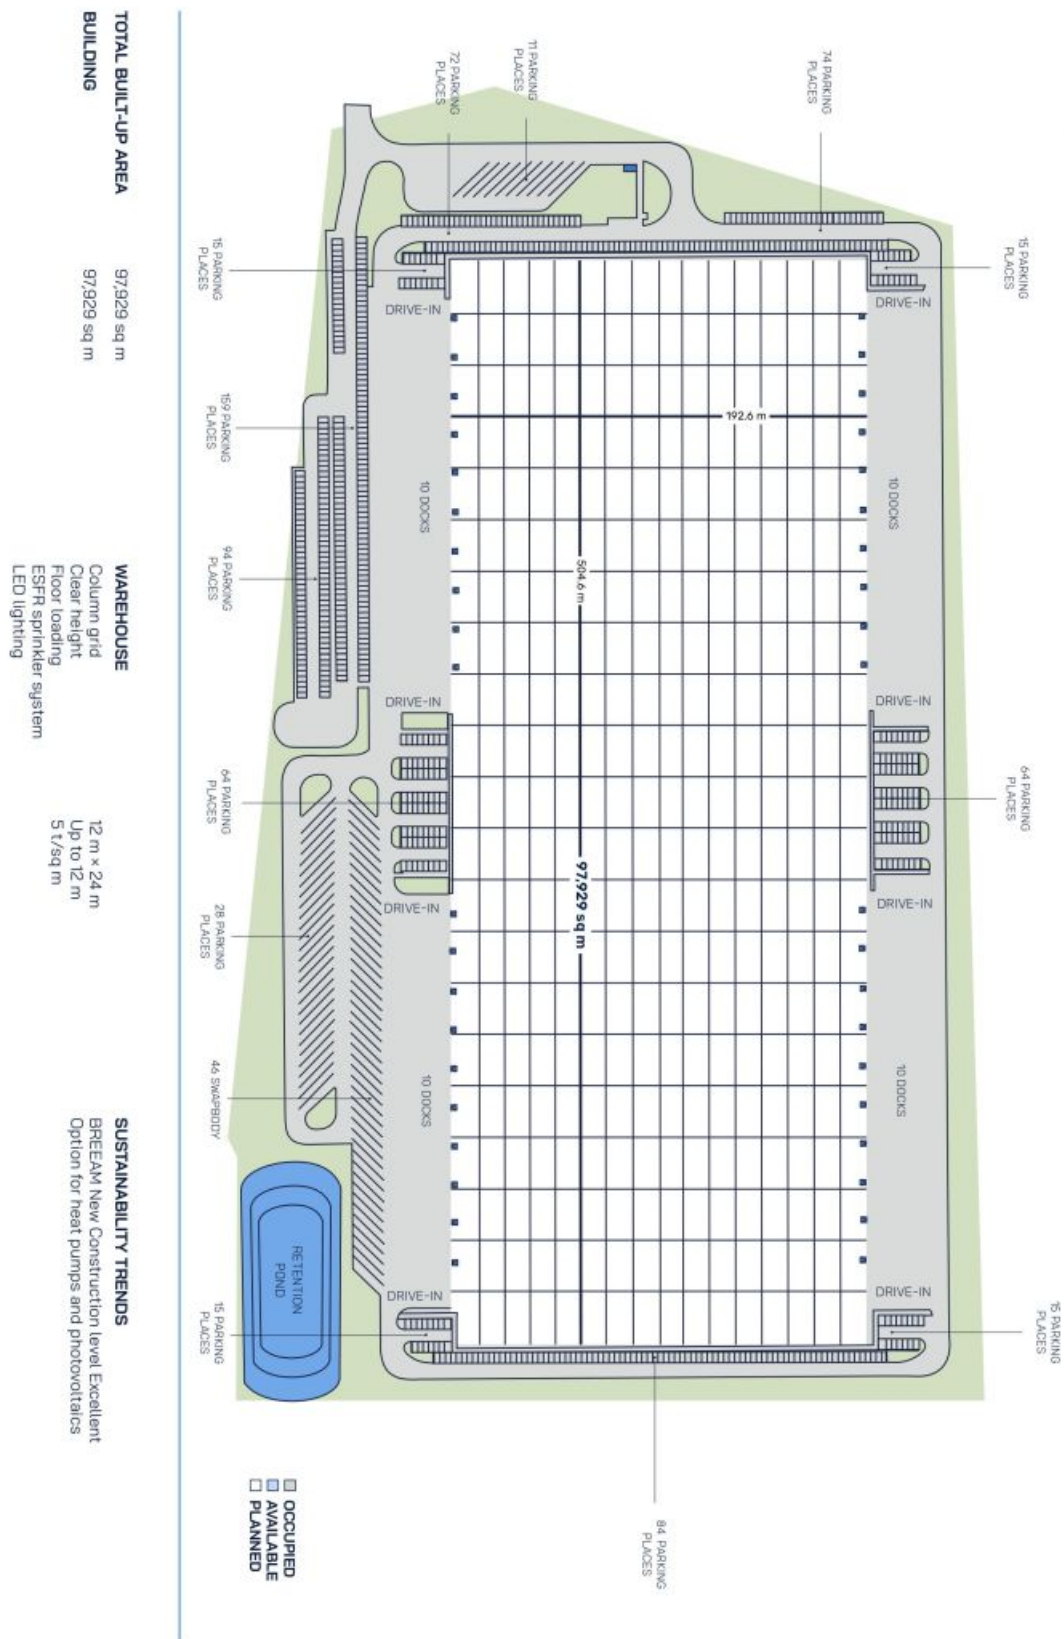 11 PARKING
PLACES
72 PARKING
PLACES
74 PARKING
PLACES
15 PARKING
PLACES
15 PARKING
PLACES
DRIVE-IN
DRIVE-IN
192.6 m
159 PARKING
PLACES
10 DOCKS
10 DOCKS
504.6 m
94 PARKING
PLACES
DRIVE-IN
DRIVE-IN
64 PARKING
PLACES
64 PARKING
PLACES
97,929 sq m
DRIVE-IN
DRIVE-IN
28 PARKING
PLACES
46 SWAPBODY
10 DOCKS
10 DOCKS
RETENTION
POND
DRIVE-IN
DRIVE-IN
15 PARKING
PLACES
15 PARKING
PLACES
84 PARKING
PLACES
OCCUPIED
AVAILABLE
PLANNED
TOTAL BUILT-UP AREA 97,929 sq m
BUILDING 97,929 sq m
WAREHOUSE
Column grid 12 m × 24 m
Clear height Up to 12 m
Floor loading 5 t/sq m
ESFR sprinkler system
LED lighting
SUSTAINABILITY TRENDS
BREEAM New Construction level Excellent
Option for heat pumps and photovoltaics